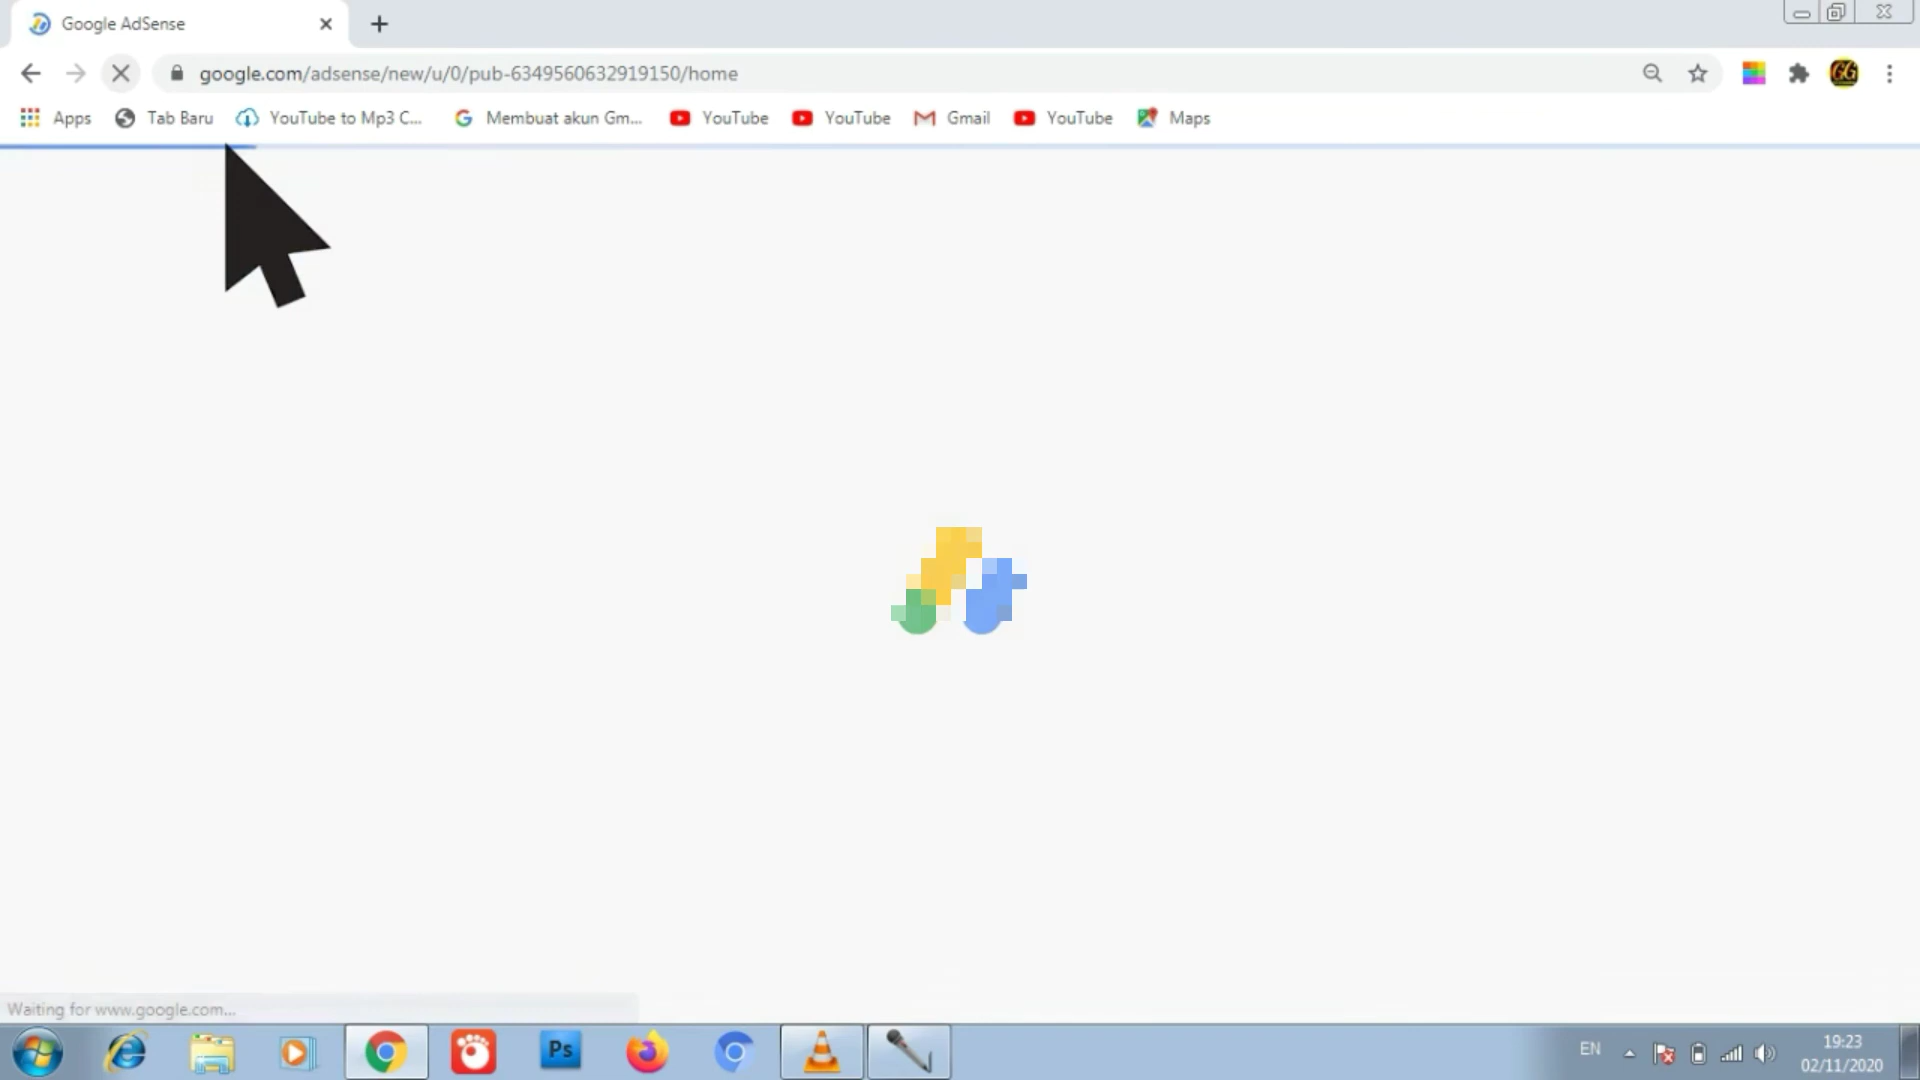 Google AdSense
google.com/adsense/new/u/0/pub-6349560632919150/home
Apps Tab Baru YouTube to Mp3 C... Membuat akun Gm... YouTube YouTube Gmail YouTube Maps
GG
Waiting for www.google.com...
Ps
EN
19:23
02/11/2020